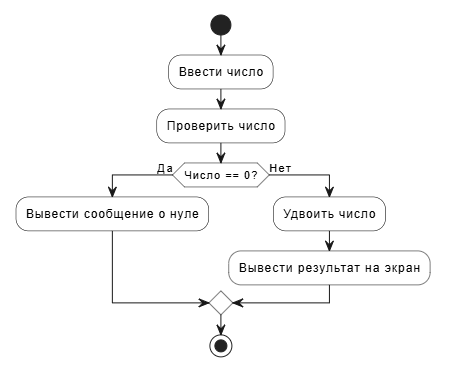 Ввести число
Проверить число
Да
Число == 0?
Нет
Вывести сообщение о нуле
Удвоить число
Вывести результат на экран